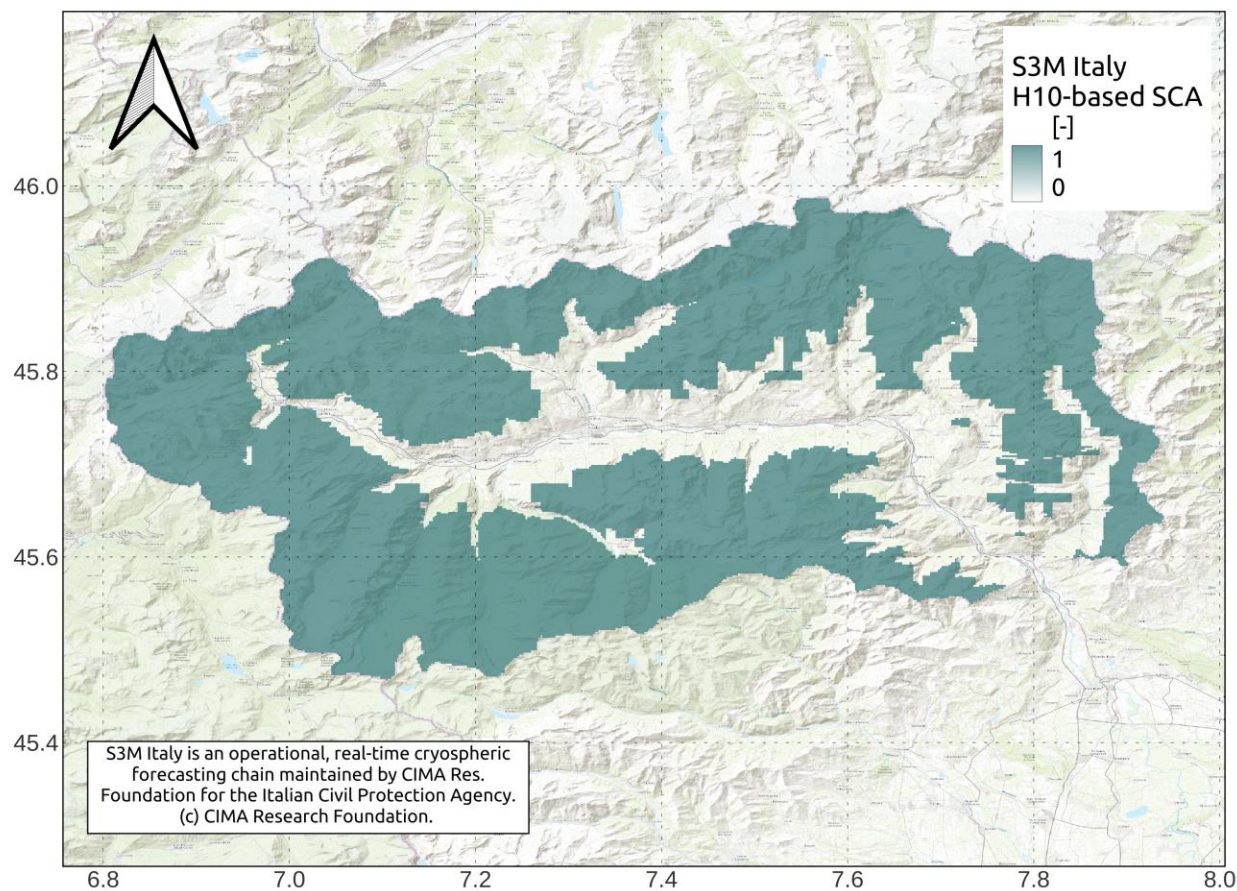 S3M Italy
H10-based SCA
[-]
1
0
46.0
45.8
45.6
45.4
S3M Italy is an operational, real-time cryospheric
forecasting chain maintained by CIMA Res.
Foundation for the Italian Civil Protection Agency.
(c) CIMA Research Foundation.
6.8 7.0 7.2 7.4 7.6 7.8 8.0